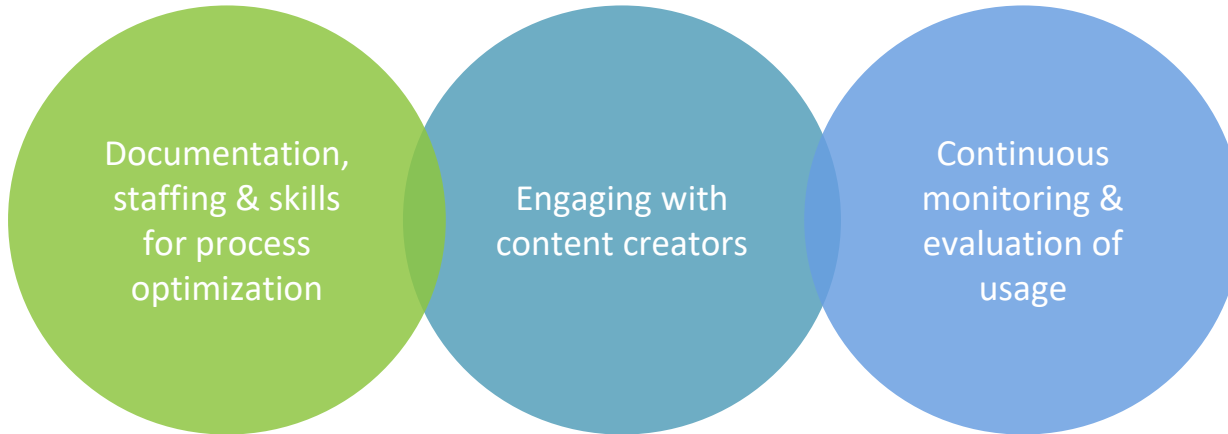 Documentation,
staffing & skills
for process
optimization
Engaging with
content creators
Continuous
monitoring &
evaluation of
usage